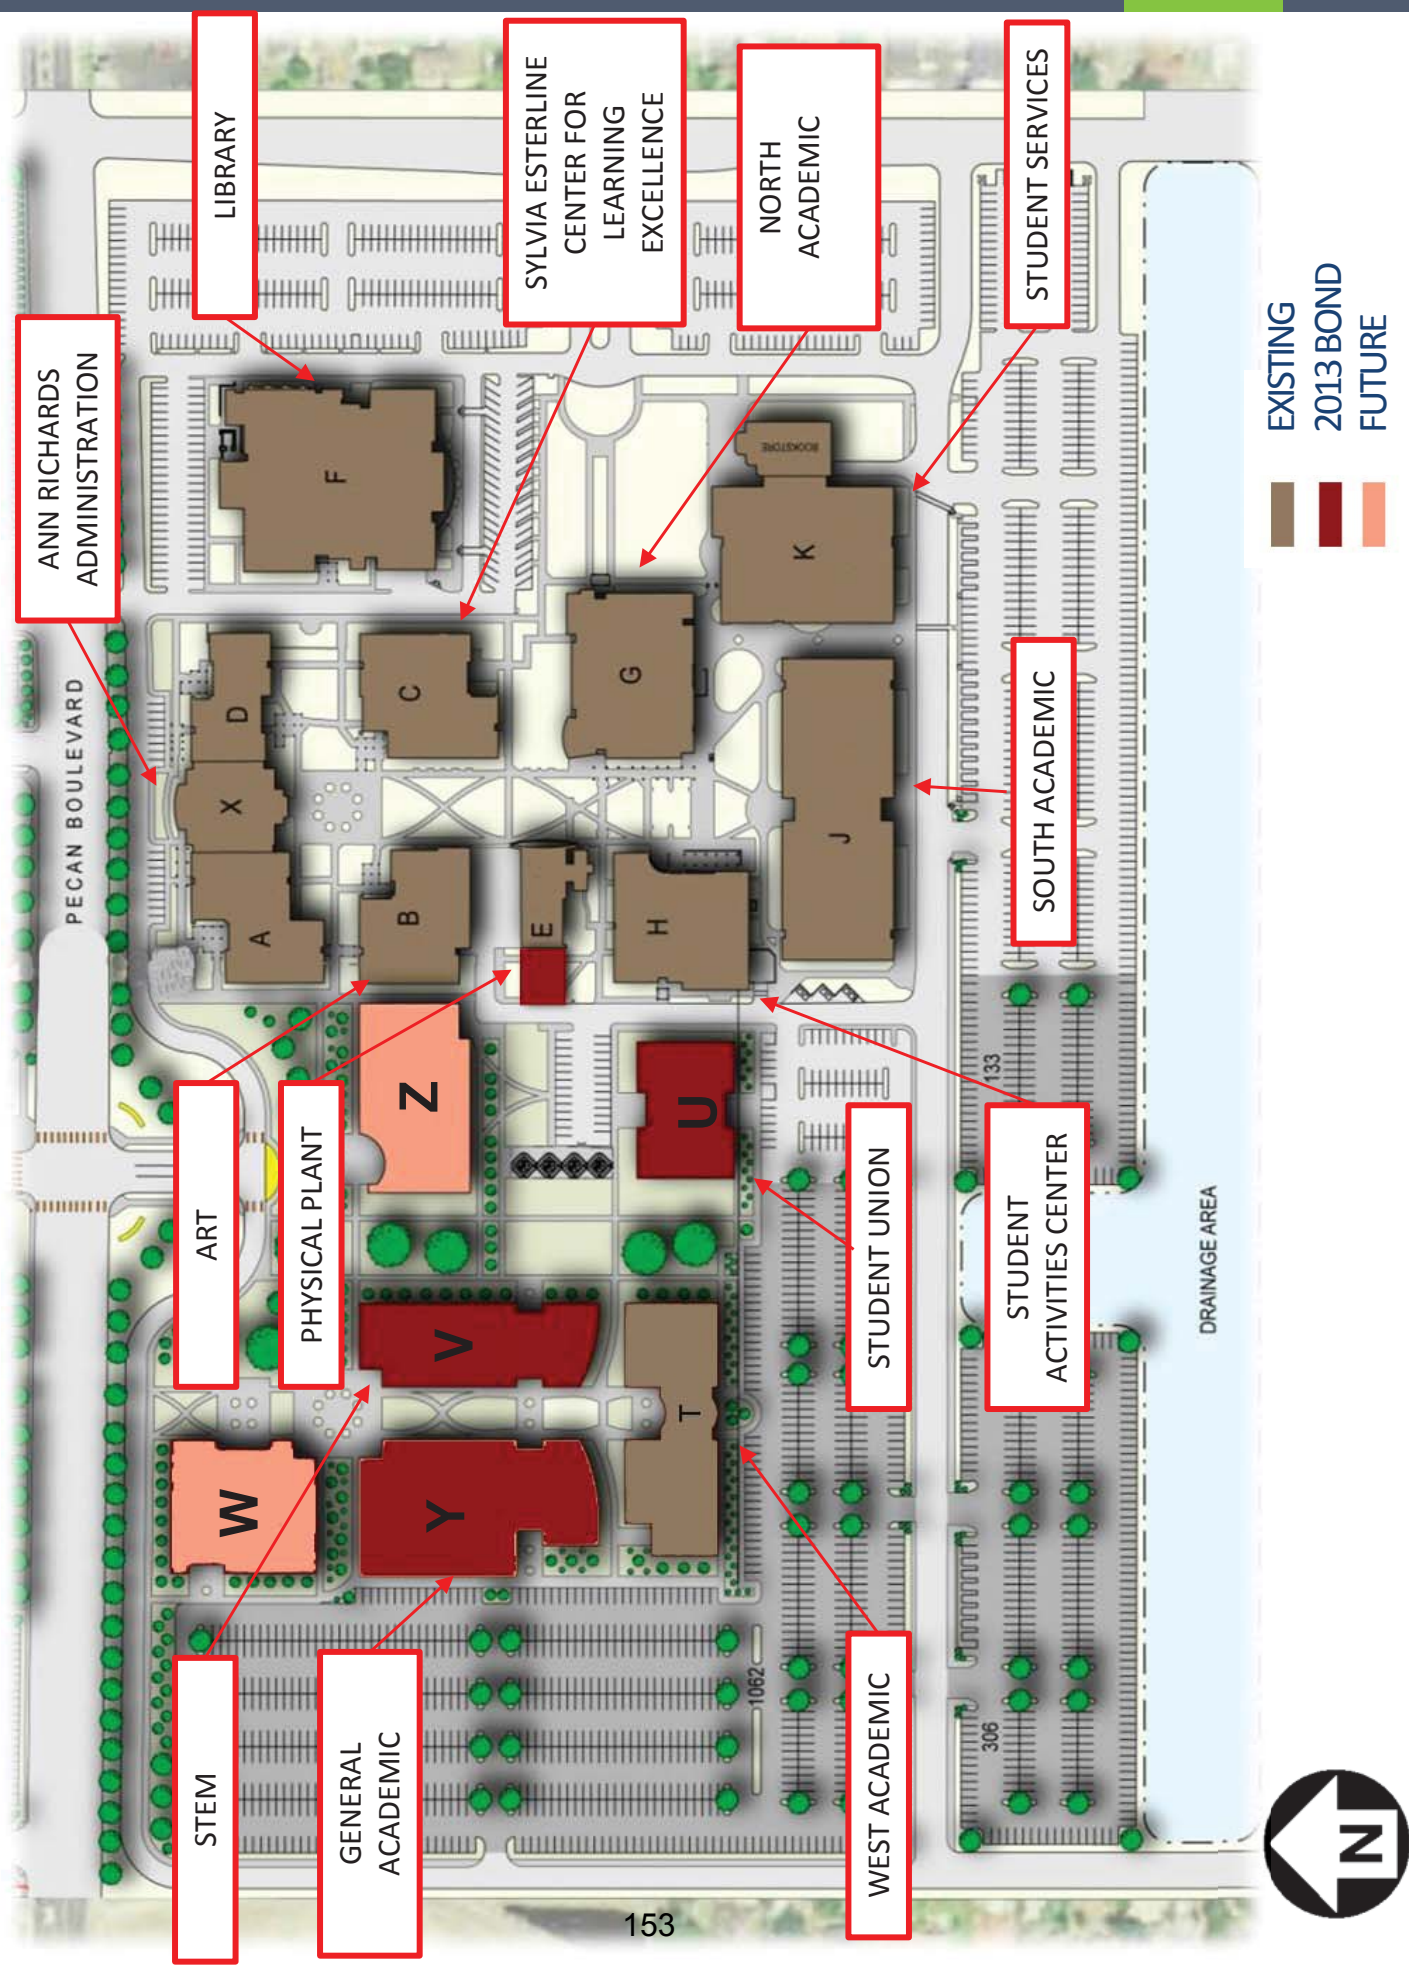 ANN RICHARDS
ADMINISTRATION
LIBRARY
SYLVIA ESTERLINE
CENTER FOR
LEARNING
EXCELLENCE
NORTH
ACADEMIC
STUDENT SERVICES
PECAN BOULEVARD
F
D
X
A
C
B
G
E
H
K
BOOKSTORE
J
Z
U
V
T
W
Y
ART
PHYSICAL PLANT
STEM
GENERAL
ACADEMIC
WEST ACADEMIC
STUDENT UNION
STUDENT
ACTIVITIES CENTER
SOUTH ACADEMIC
133
306
1062
DRAINAGE AREA
EXISTING
2013 BOND
FUTURE
N
153